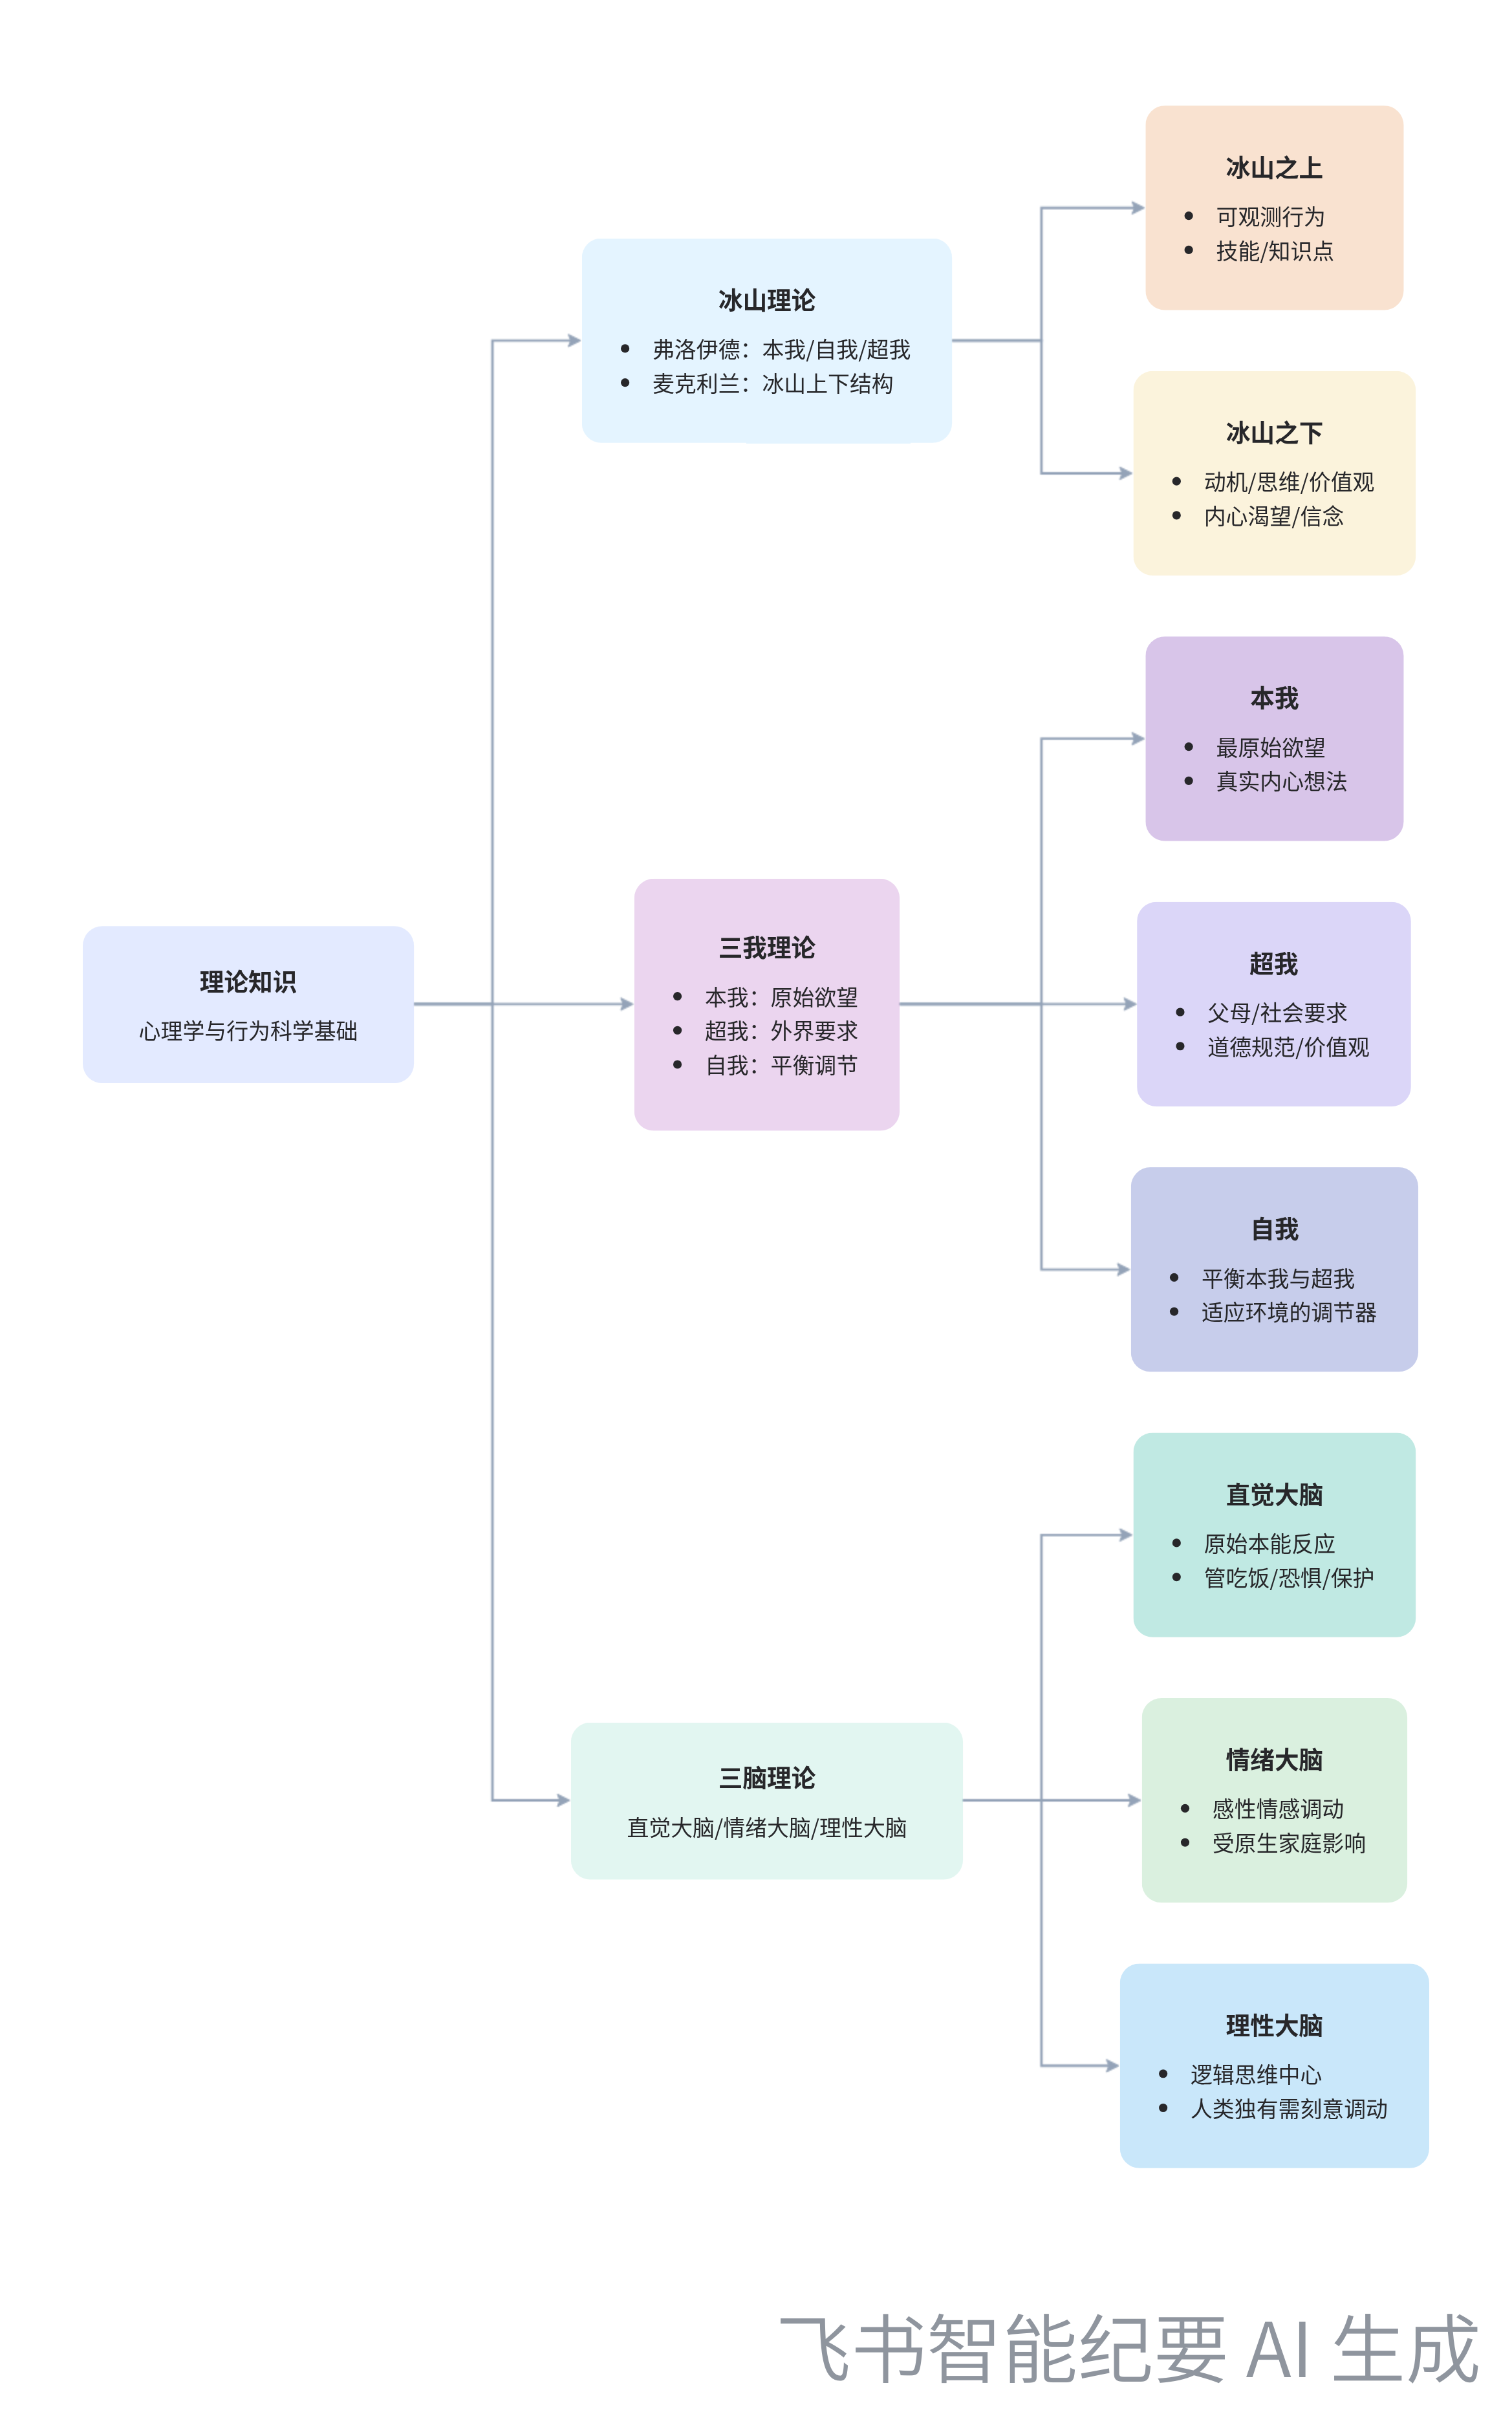 理论知识
心理学与行为科学基础
冰山理论
• 弗洛伊德：本我/自我/超我
• 麦克利兰：冰山上下结构
冰山之上
• 可观测行为
• 技能/知识点
冰山之下
• 动机/思维/价值观
• 内心渴望/信念
三我理论
• 本我：原始欲望
• 超我：外界要求
• 自我：平衡调节
本我
• 最原始欲望
• 真实内心想法
超我
• 父母/社会要求
• 道德规范/价值观
自我
• 平衡本我与超我
• 适应环境的调节器
三脑理论
直觉大脑/情绪大脑/理性大脑
直觉大脑
• 原始本能反应
• 管吃饭/恐惧/保护
情绪大脑
• 感性情感调动
• 受原生家庭影响
理性大脑
• 逻辑思维中心
• 人类独有需刻意调动
飞书智能纪要 AI 生成